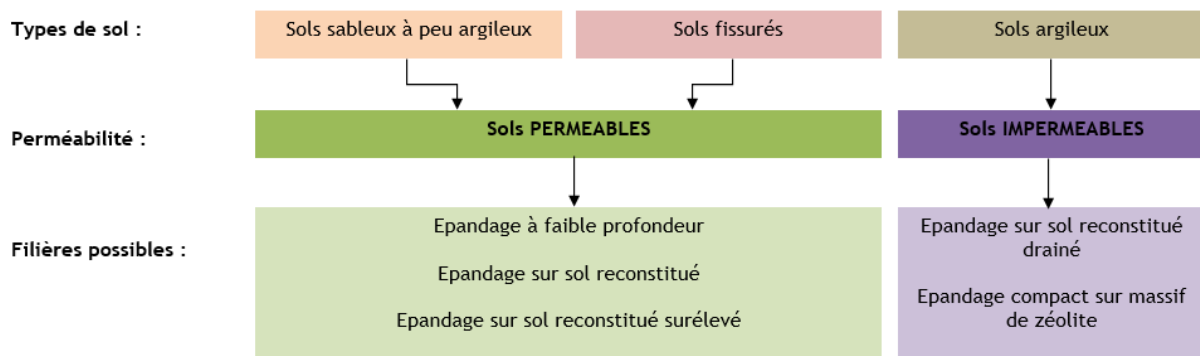 Types de sol :
Sols sableux à peu argileux
Sols fissurés
Sols argileux
Perméabilité :
Sols PERMEABLES
Sols IMPERMEABLES
Filières possibles :
Epandage à faible profondeur
Epandage sur sol reconstitué
Epandage sur sol reconstitué surélevé
Epandage sur sol reconstitué
drainé
Epandage compact sur massif
de zéolite